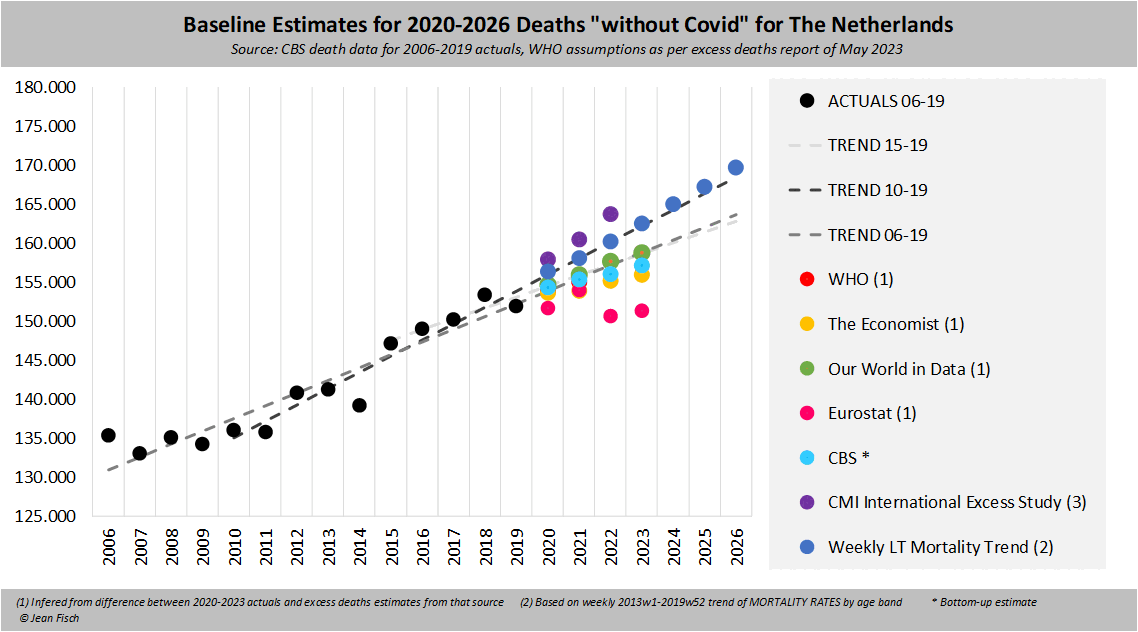 Baseline Estimates for 2020-2026 Deaths "without Covid" for The Netherlands
Source: CBS death data for 2006-2019 actuals, WHO assumptions as per excess deaths report of May 2023
180.000
175.000
170.000
165.000
160.000
155.000
150.000
145.000
140.000
135.000
130.000
125.000
2006 2007 2008 2009 2010 2011 2012 2013 2014 2015 2016 2017 2018 2019 2020 2021 2022 2023 2024 2025 2026
ACTUALS 06-19
TREND 15-19
TREND 10-19
TREND 06-19
WHO (1)
The Economist (1)
Our World in Data (1)
Eurostat (1)
CBS *
CMI International Excess Study (3)
Weekly LT Mortality Trend (2)
(1) Infered from difference between 2020-2023 actuals and excess deaths estimates from that source (2) Based on weekly 2013w1-2019w52 trend of MORTALITY RATES by age band * Bottom-up estimate
© Jean Fisch